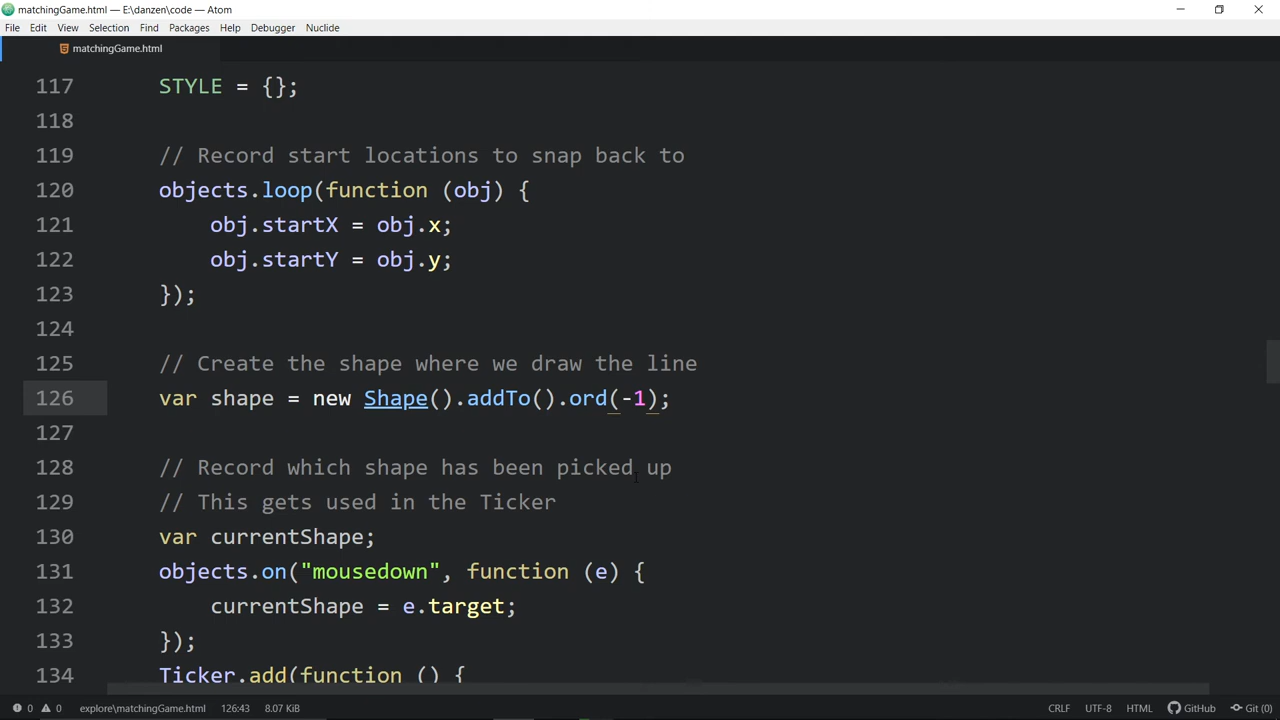 matchingGame.html — E:\danzen\code — Atom
File Edit View Selection Find Packages Help Debugger Nuclide
matchingGame.html
117 STYLE = {};
118
119 // Record start locations to snap back to
120 objects.loop(function (obj) {
121 obj.startX = obj.x;
122 obj.startY = obj.y;
123 });
124
125 // Create the shape where we draw the line
126 var shape = new Shape().addTo().ord(-1);
127
128 // Record which shape has been picked up
129 // This gets used in the Ticker
130 var currentShape;
131 objects.on("mousedown", function (e) {
132 currentShape = e.target;
133 });
134 Ticker.add(function () {
0 0 explore\matchingGame.html 126:43 8.07 KiB CRLF UTF-8 HTML GitHub Git (0)